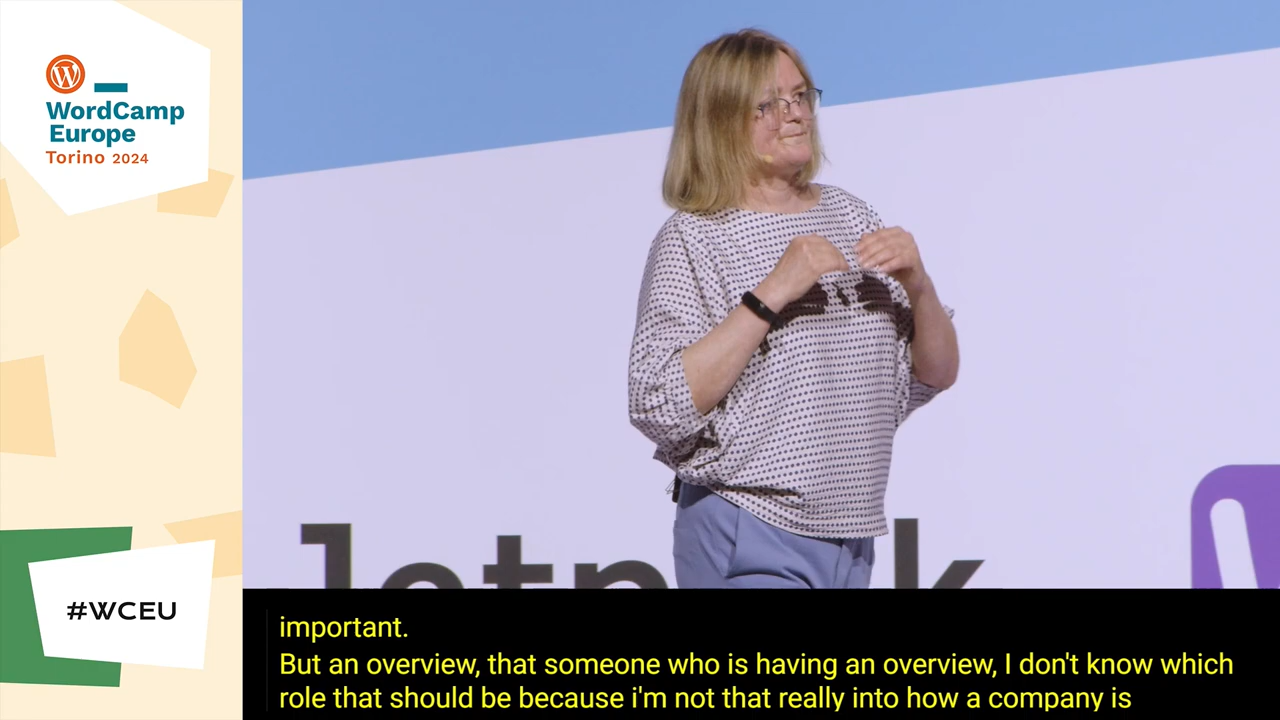 WordCamp
Europe
Torino 2024
#WCEU
important.
But an overview, that someone who is having an overview, I don't know which
role that should be because i'm not that really into how a company is